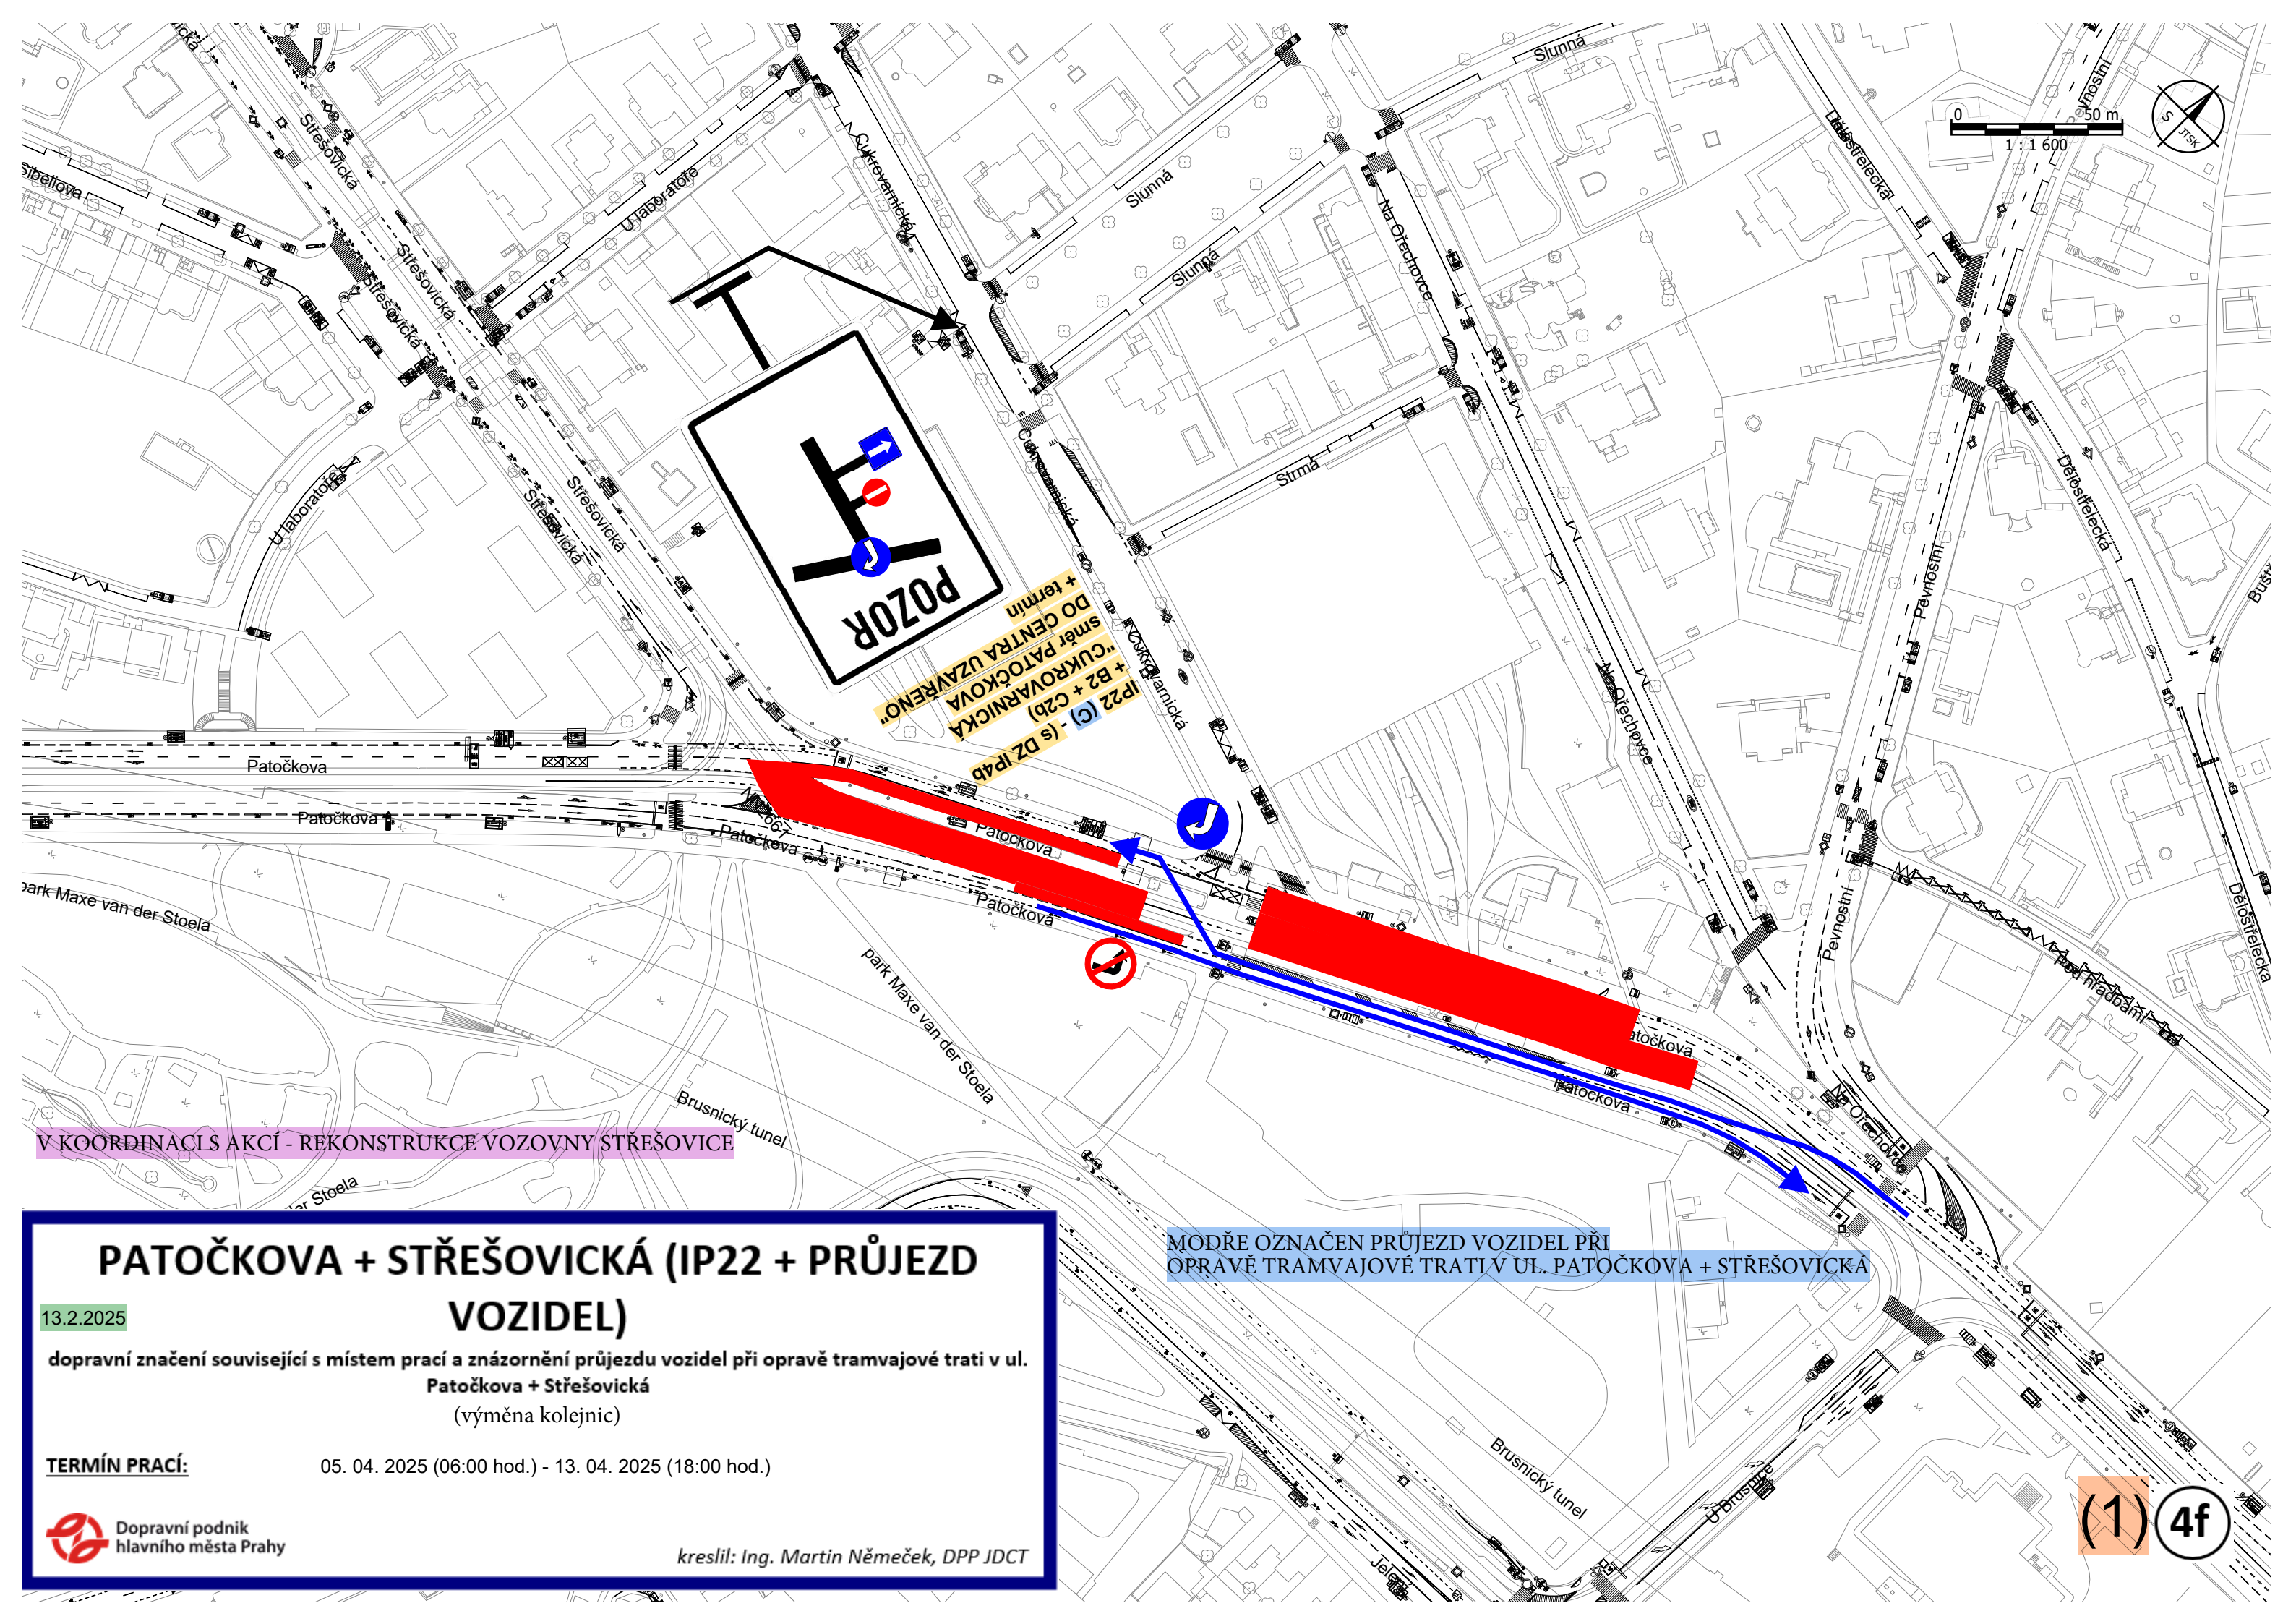 Střešovická
Slunná
Pevnostní
0 50 m
1 : 1 600
S
JTSK
Sibeliova
Střešovická
Střešovická
Střešovická
U laboratoře
Cukrovarnická
Slunná
Slunná
Na Ořechovce
Dělostřelecká
U laboratoře
Střešovická
Střešovická
Cukrovarnická
Strmá
Dělostřelecká
Pevnostní
POZOR
IP22 (C) - (s DZ IP4b
+ B2 + C2b)
"CUKROVARNICKÁ
směr PATOČKOVA
DO CENTRA UZAVŘENO"
+ termín
Cukrovarnická
Na Ořechovce
Patočkova
Patočkova
Patočkova
Patočkova
Patočkova
Patočkova
Patočkova
Pevnostní
Pod hradbami
Dělostřelecká
park Maxe van der Stoela
park Maxe van der Stoela
Brusnický tunel
Na Ořechovce
V KOORDINACI S AKCÍ - REKONSTRUKCE VOZOVNY STŘEŠOVICE
der Stoela
MODŘE OZNAČEN PRŮJEZD VOZIDEL PŘI
OPRAVĚ TRAMVAJOVÉ TRATI V UL. PATOČKOVA + STŘEŠOVICKÁ
PATOČKOVA + STŘEŠOVICKÁ (IP22 + PRŮJEZD
VOZIDEL)
13.2.2025
dopravní značení související s místem prací a znázornění průjezdu vozidel při opravě tramvajové trati v ul.
Patočkova + Střešovická
(výměna kolejnic)
TERMÍN PRACÍ: 05. 04. 2025 (06:00 hod.) - 13. 04. 2025 (18:00 hod.)
Dopravní podnik
hlavního města Prahy
kreslil: Ing. Martin Němeček, DPP JDCT
Brusnický tunel
U Brusnice
(1) 4f